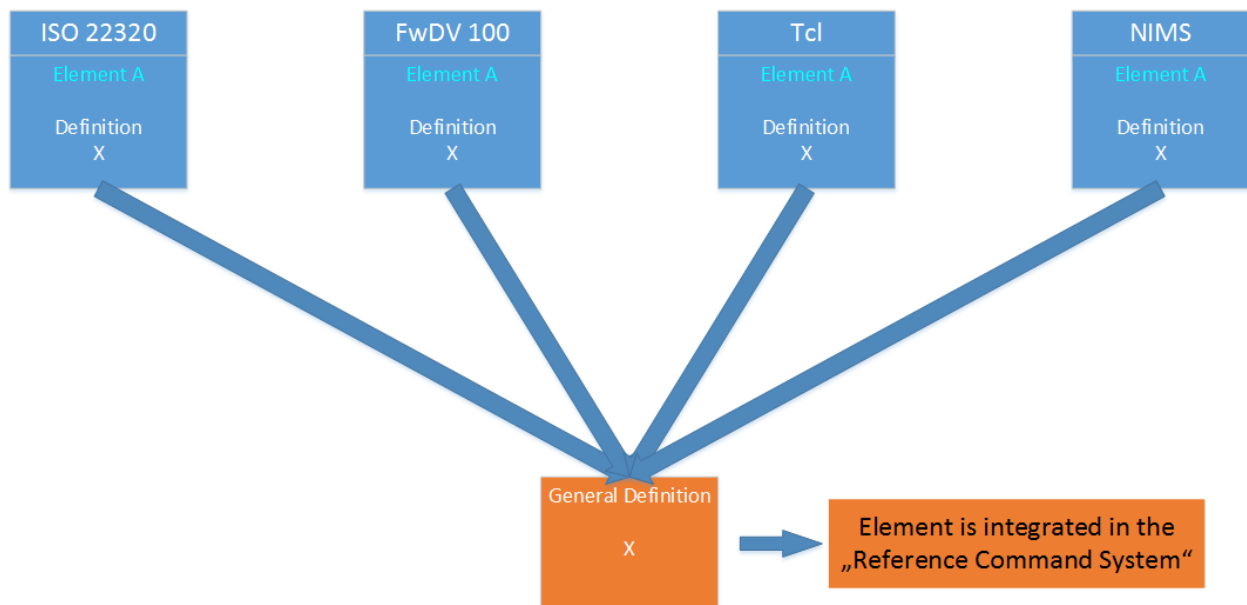 ISO 22320
Element A
Definition
X
FwDV 100
Element A
Definition
X
Tcl
Element A
Definition
X
NIMS
Element A
Definition
X
General Definition
X
Element is integrated in the
„Reference Command System“